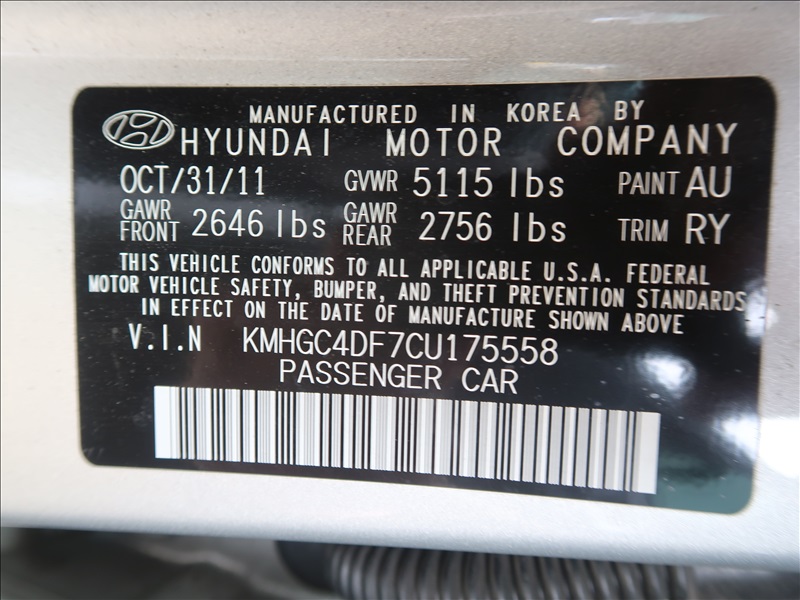 MANUFACTURED IN KOREA BY
HYUNDAI MOTOR COMPANY
OCT/31/11 GVWR 5115 lbs PAINT AU
GAWR FRONT 2646 lbs GAWR REAR 2756 lbs TRIM RY
THIS VEHICLE CONFORMS TO ALL APPLICABLE U.S.A. FEDERAL
MOTOR VEHICLE SAFETY, BUMPER, AND THEFT PREVENTION STANDARDS
IN EFFECT ON THE DATE OF MANUFACTURE SHOWN ABOVE
V.I.N KMHGC4DF7CU175558
PASSENGER CAR